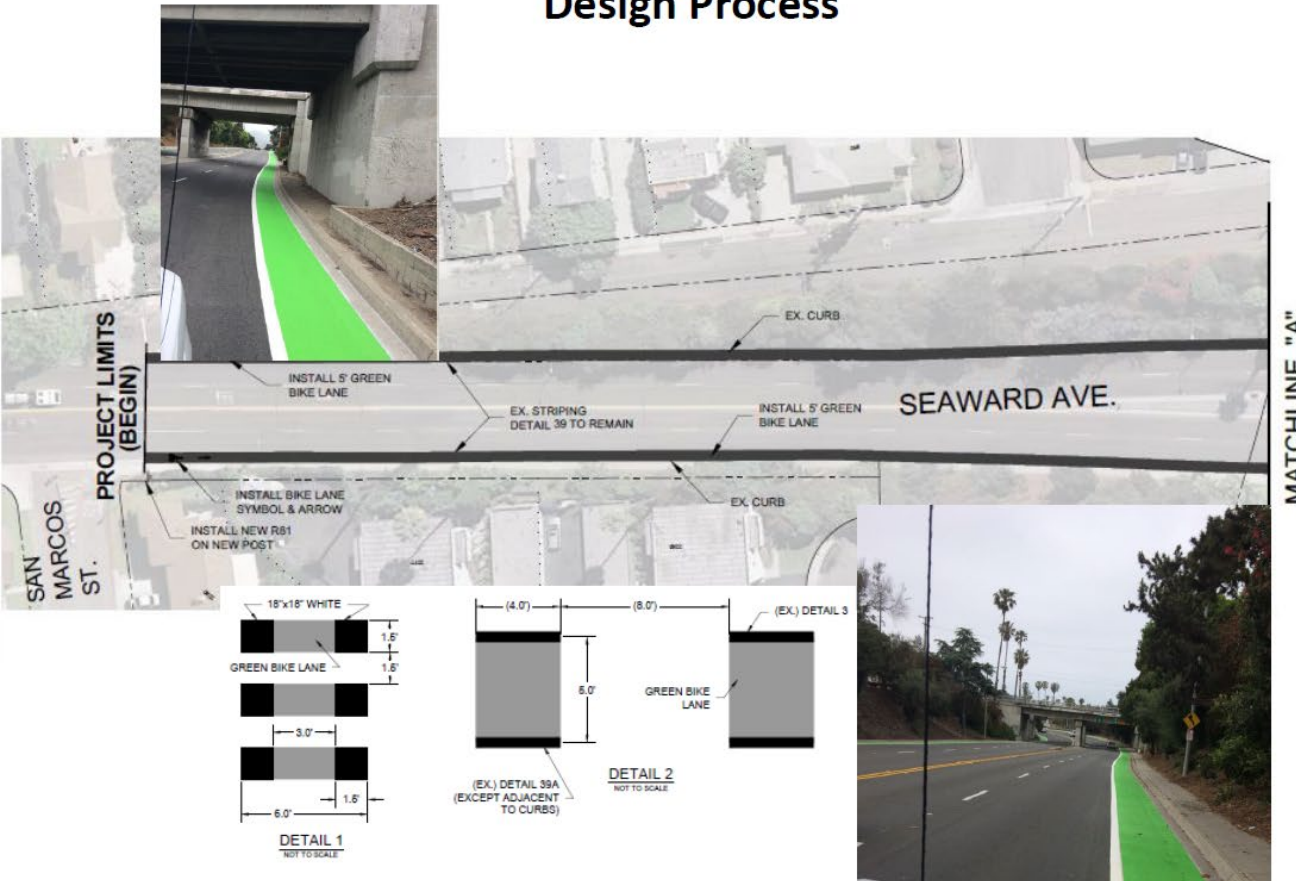 Design Process
EX. CURB
PROJECT LIMITS
(BEGIN)
INSTALL 5' GREEN
BIKE LANE
EX. STRIPING
DETAIL 39 TO REMAIN
INSTALL 5' GREEN
BIKE LANE
SEAWARD AVE.
MATCHLINE "A"
INSTALL BIKE LANE
SYMBOL & ARROW
EX. CURB
INSTALL NEW R81
ON NEW POST
SAN
MARCOS
ST.
18"x18" WHITE
1.5'
GREEN BIKE LANE
1.5'
3.0'
1.5'
6.0'
DETAIL 1
NOT TO SCALE
(4.0')
(8.0')
(EX.) DETAIL 3
5.0'
GREEN BIKE
LANE
(EX.) DETAIL 39A
(EXCEPT ADJACENT
TO CURBS)
DETAIL 2
NOT TO SCALE